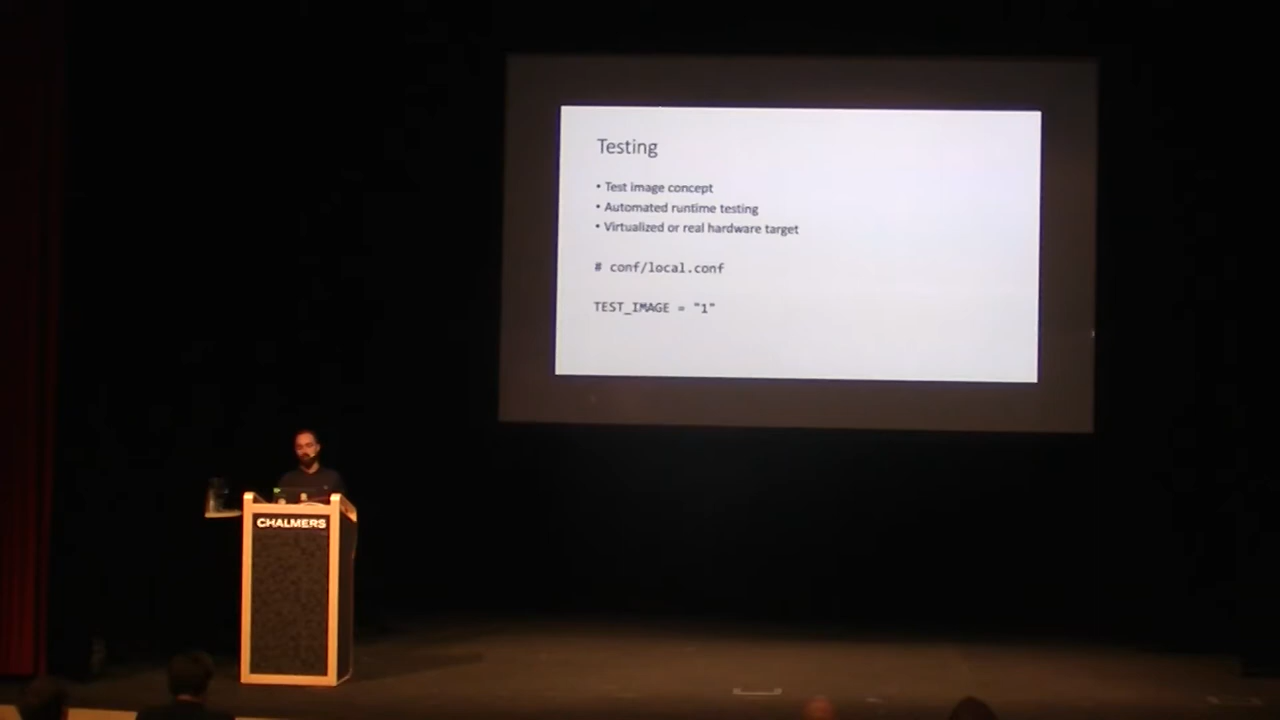 Testing
• Test image concept
• Automated runtime testing
• Virtualized or real hardware target
# conf/local.conf
TEST_IMAGE = "1"
CHALMERS